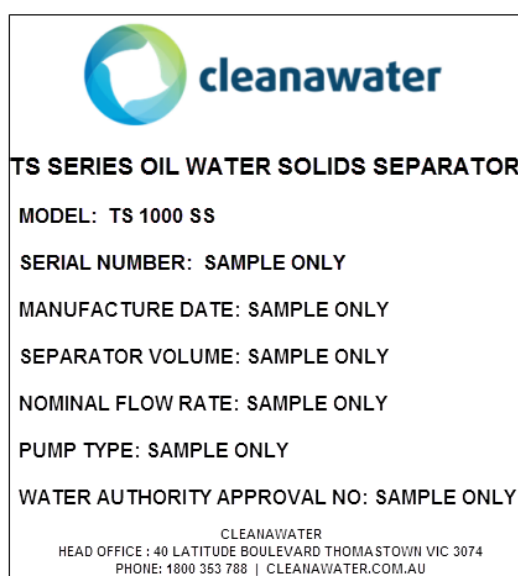 cleanawater
TS SERIES OIL WATER SOLIDS SEPARATOR
MODEL: TS 1000 SS
SERIAL NUMBER: SAMPLE ONLY
MANUFACTURE DATE: SAMPLE ONLY
SEPARATOR VOLUME: SAMPLE ONLY
NOMINAL FLOW RATE: SAMPLE ONLY
PUMP TYPE: SAMPLE ONLY
WATER AUTHORITY APPROVAL NO: SAMPLE ONLY
CLEANAWATER
HEAD OFFICE : 40 LATITUDE BOULEVARD THOMASTOWN VIC 3074
PHONE: 1800 353 788 | CLEANAWATER.COM.AU